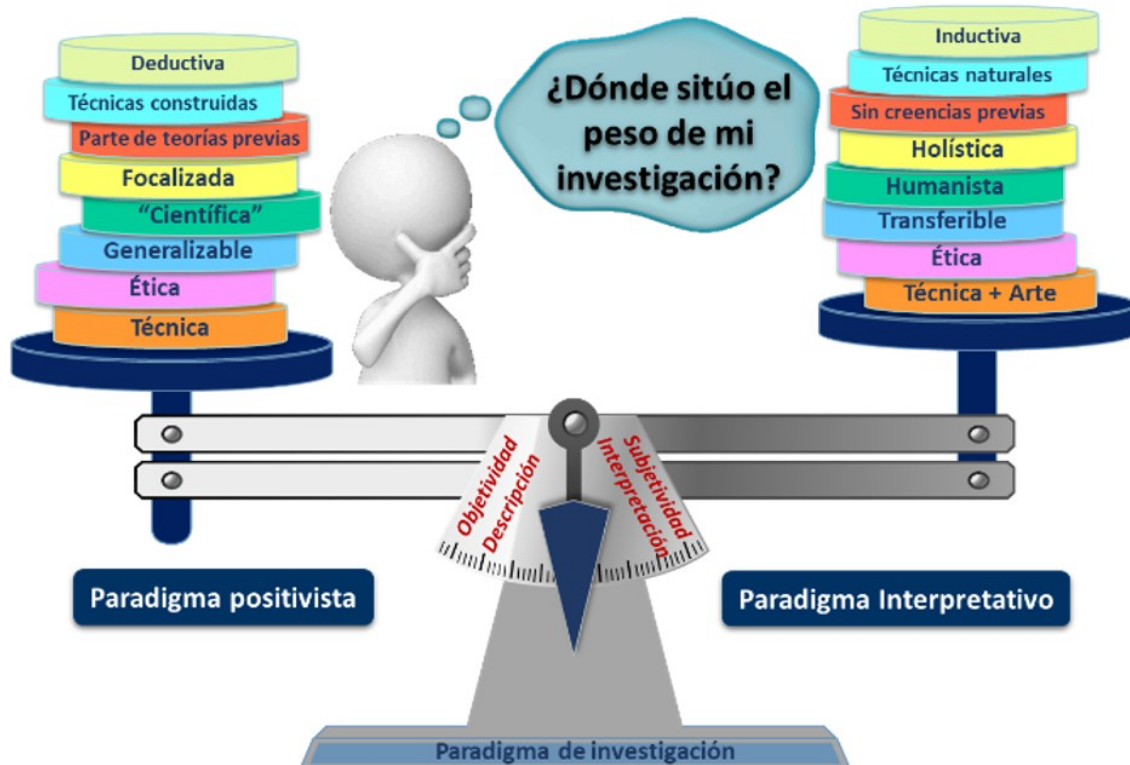 Deductiva
Técnicas construidas
Parte de teorías previas
Focalizada
“Científica”
Generalizable
Ética
Técnica
¿Dónde sitúo el
peso de mi
investigación?
Inductiva
Técnicas naturales
Sin creencias previas
Holística
Humanista
Transferible
Ética
Técnica + Arte
Objetividad
Descripción
Subjetividad
Interpretación
Paradigma positivista
Paradigma Interpretativo
Paradigma de investigación